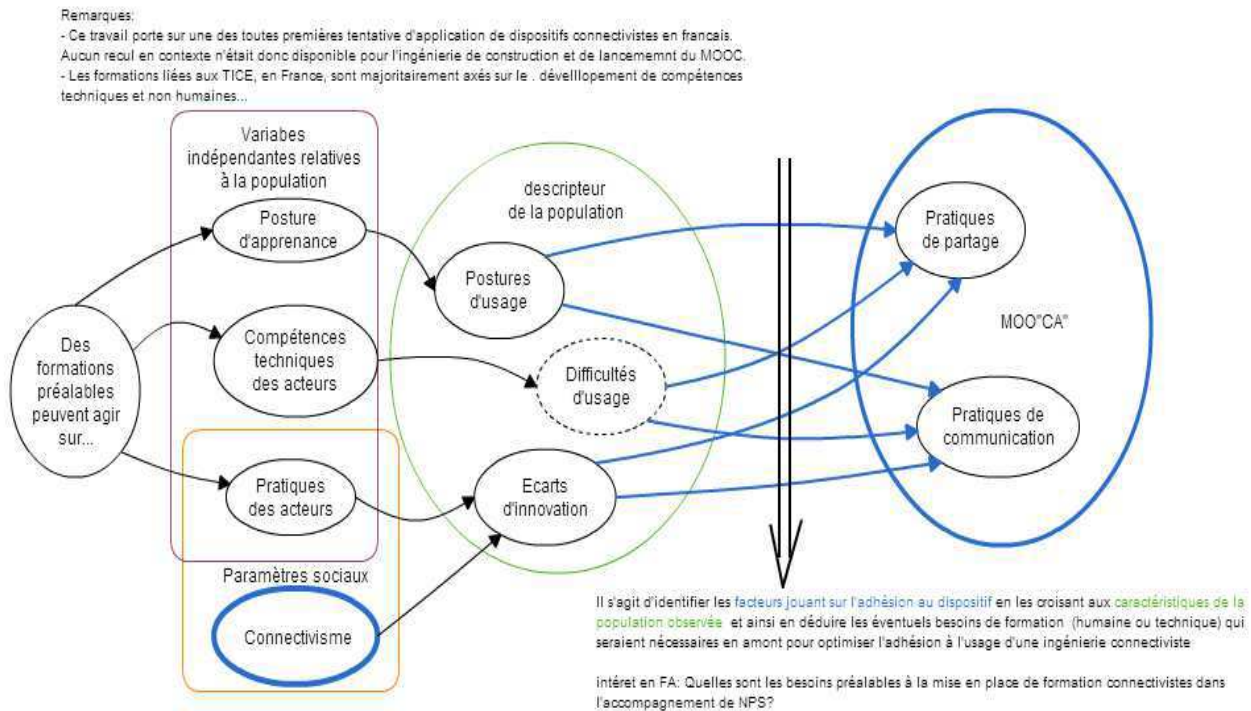 Remarques:
- Ce travail porte sur une des toutes premières tentative d'application de dispositifs connectivistes en francais.
Aucun recul en contexte n'était donc disponible pour l'ingénierie de construction et de lancememnt du MOOC.
- Les formations liées aux TICE, en France, sont majoritairement axés sur le . dévelllopement de compétences
techniques et non humaines...
Variabes
indépendantes relatives
à la population
Posture
d'apprenance
descripteur
de la population
Pratiques
de partage
Postures
d'usage
MOO"CA"
Des
formations
préalables
peuvent agir
sur...
Compétences
techniques
des acteurs
Difficultés
d'usage
Pratiques de
communication
Pratiques
des acteurs
Ecarts
d'innovation
Paramètres sociaux
Connectivisme
Il s'agit d'identifier les facteurs jouant sur l'adhésion au dispositif en les croisant aux caractéristiques de la
population observée et ainsi en déduire les éventuels besoins de formation (humaine ou technique) qui
seraient nécessaires en amont pour optimiser l'adhésion à l'usage d'une ingénierie connectiviste
intéret en FA: Quelles sont les besoins préalables à la mise en place de formation connectivistes dans
l'accompagnement de NPS?